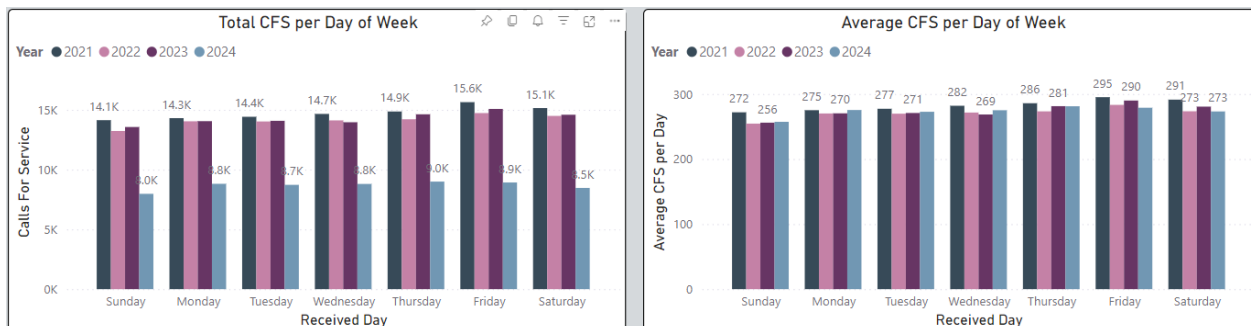 Total CFS per Day of Week
Year 2021 2022 2023 2024
Calls For Service
15K
10K
5K
0K
14.1K 14.3K 14.4K 14.7K 14.9K 15.6K 15.1K
8.0K 8.8K 8.7K 8.8K 9.0K 8.9K 8.5K
Sunday Monday Tuesday Wednesday Thursday Friday Saturday
Received Day
Average CFS per Day of Week
Year 2021 2022 2023 2024
Average CFS per Day
300
200
100
0
272 256 275 270 277 271 282 269 286 281 295 290 291 273 273
Sunday Monday Tuesday Wednesday Thursday Friday Saturday
Received Day